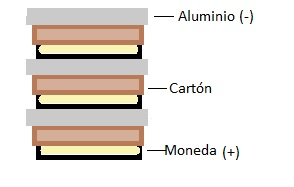 Aluminio (-)
Cartón
Moneda (+)